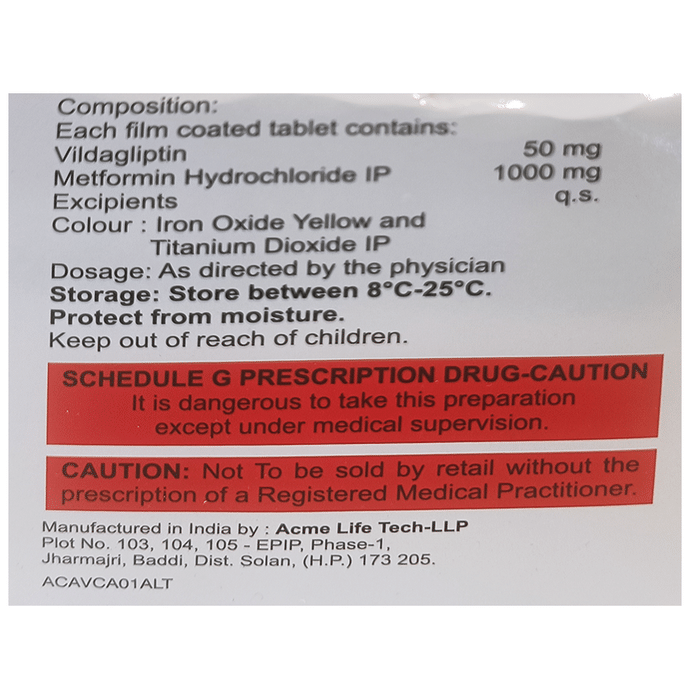 Composition:
Each film coated tablet contains:
Vildagliptin 50 mg
Metformin Hydrochloride IP 1000 mg
Excipients q.s.
Colour : Iron Oxide Yellow and
Titanium Dioxide IP
Dosage: As directed by the physician
Storage: Store between 8°C-25°C.
Protect from moisture.
Keep out of reach of children.
SCHEDULE G PRESCRIPTION DRUG-CAUTION
It is dangerous to take this preparation
except under medical supervision.
CAUTION: Not To be sold by retail without the
prescription of a Registered Medical Practitioner.
Manufactured in India by : Acme Life Tech-LLP
Plot No. 103, 104, 105 - EPIP, Phase-1,
Jharmajri, Baddi, Dist. Solan, (H.P.) 173 205.
ACAVCA01ALT